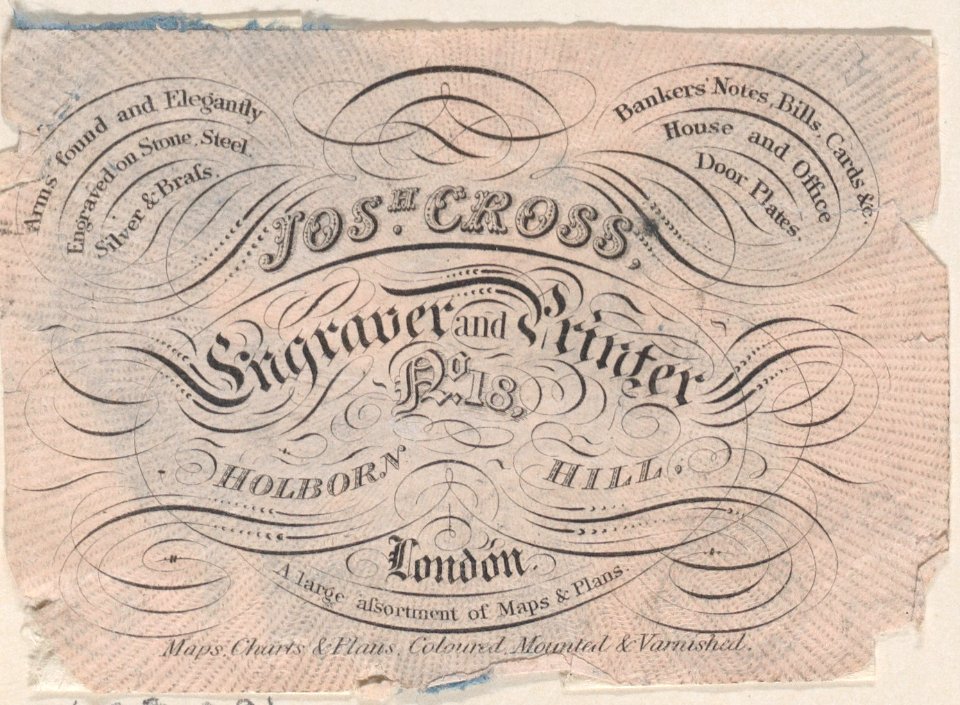 Arms found and Elegantly
Engraved on Stone, Steel.
Silver & Braſs.
Bankers' Notes, Bills, Cards &c.
House and Office
Door Plates.
JOSH. CROSS,
Engraver and Printer
No. 18,
HOLBORN HILL.
London.
A large aſsortment of Maps & Plans.
Maps, Charts & Plans, Coloured, Mounted & Varnished.